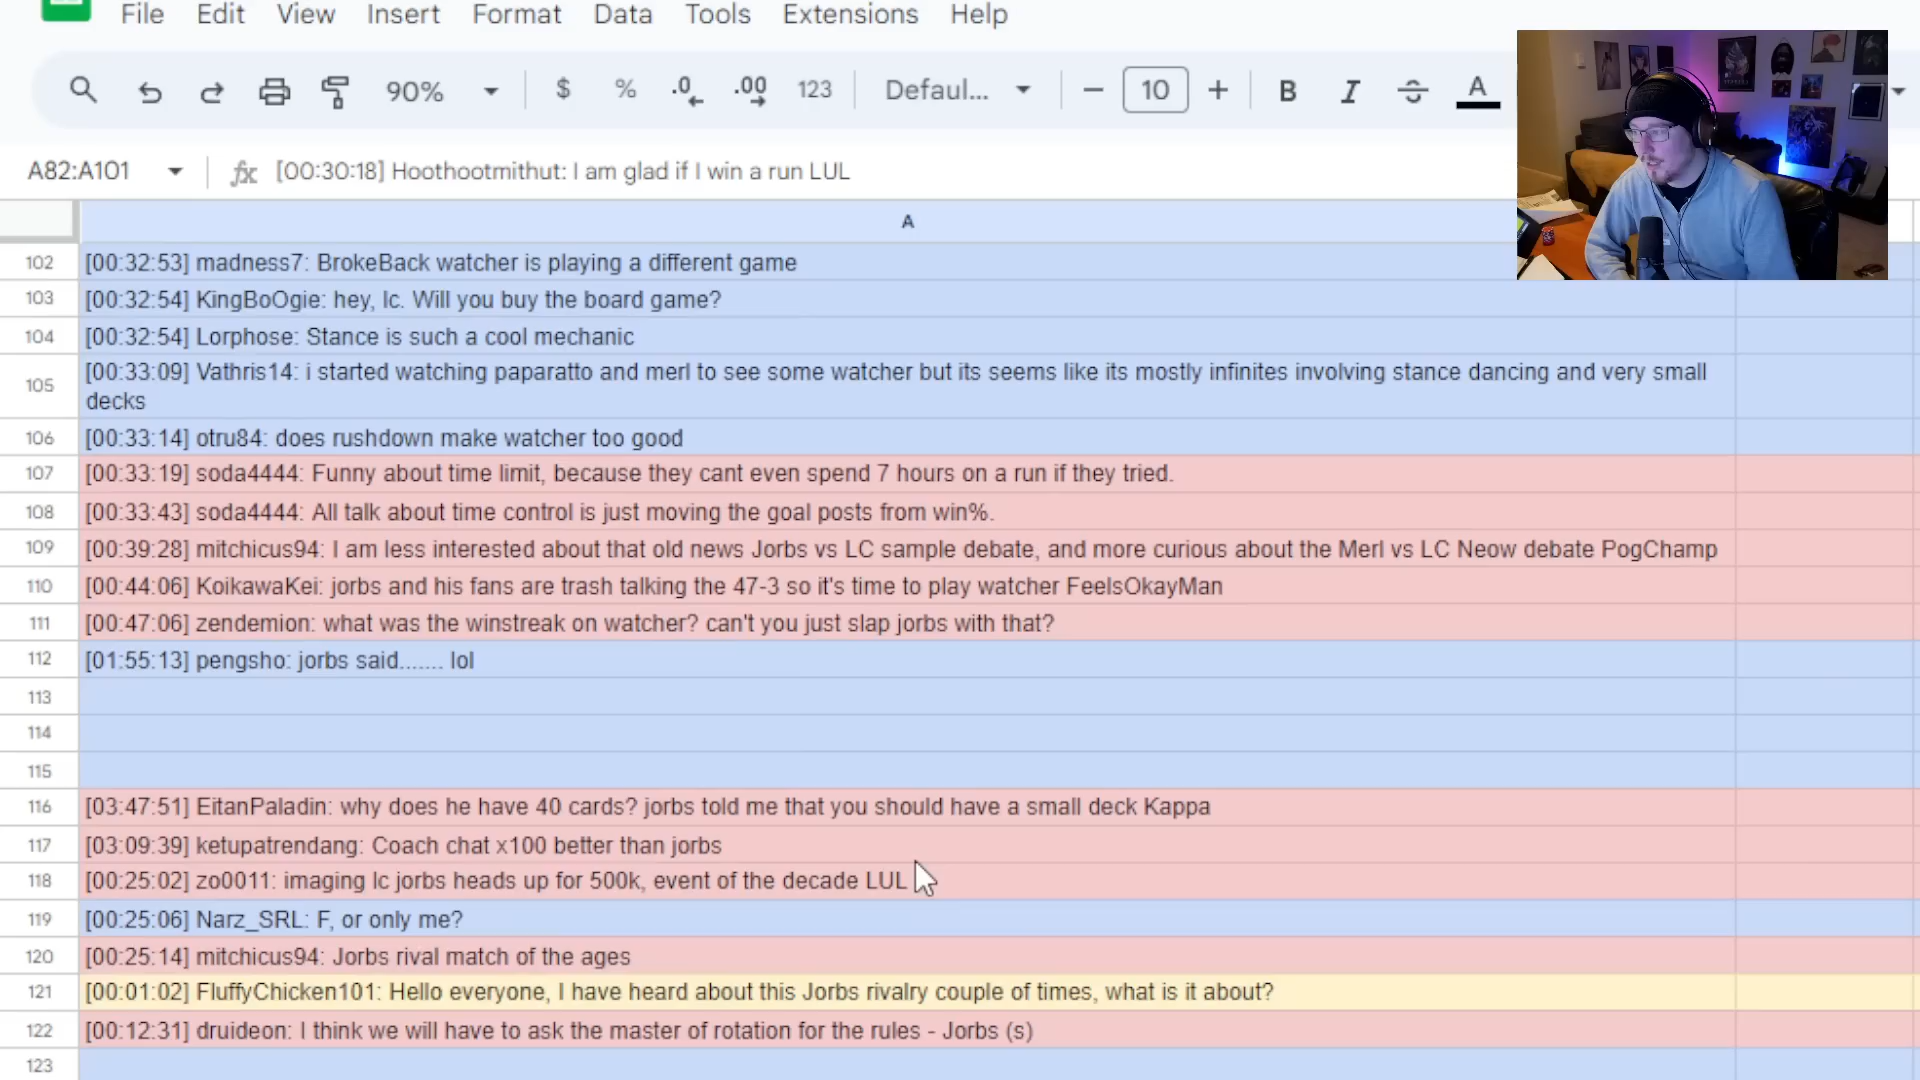 File Edit View Insert Format Data Tools Extensions Help
90% $ % .0 .00 123 Defaul... − 10 + B I S A
A82:A101 fx [00:30:18] Hoothootmithut: I am glad if I win a run LUL
A
102 [00:32:53] madness7: BrokeBack watcher is playing a different game
103 [00:32:54] KingBoOgie: hey, lc. Will you buy the board game?
104 [00:32:54] Lorphose: Stance is such a cool mechanic
105 [00:33:09] Vathris14: i started watching paparatto and merl to see some watcher but its seems like its mostly infinites involving stance dancing and very small
decks
106 [00:33:14] otru84: does rushdown make watcher too good
107 [00:33:19] soda4444: Funny about time limit, because they cant even spend 7 hours on a run if they tried.
108 [00:33:43] soda4444: All talk about time control is just moving the goal posts from win%.
109 [00:39:28] mitchicus94: I am less interested about that old news Jorbs vs LC sample debate, and more curious about the Merl vs LC Neow debate PogChamp
110 [00:44:06] KoikawaKei: jorbs and his fans are trash talking the 47-3 so it's time to play watcher FeelsOkayMan
111 [00:47:06] zendemion: what was the winstreak on watcher? can't you just slap jorbs with that?
112 [01:55:13] pengsho: jorbs said....... lol
113
114
115
116 [03:47:51] EitanPaladin: why does he have 40 cards? jorbs told me that you should have a small deck Kappa
117 [03:09:39] ketupatrendang: Coach chat x100 better than jorbs
118 [00:25:02] zo0011: imaging lc jorbs heads up for 500k, event of the decade LUL
119 [00:25:06] Narz_SRL: F, or only me?
120 [00:25:14] mitchicus94: Jorbs rival match of the ages
121 [00:01:02] FluffyChicken101: Hello everyone, I have heard about this Jorbs rivalry couple of times, what is it about?
122 [00:12:31] druideon: I think we will have to ask the master of rotation for the rules - Jorbs (s)
123